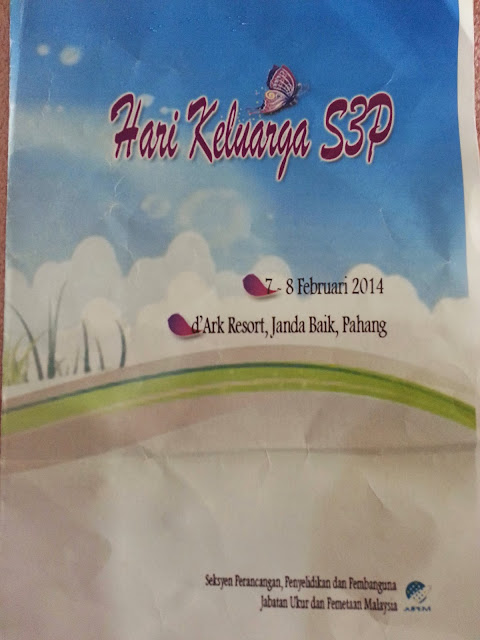 Hari Keluarga S3P
7 - 8 Februari 2014
d'Ark Resort, Janda Baik, Pahang
Seksyen Perancangan, Penyelidikan dan Pembanguna
Jabatan Ukur dan Pemetaan Malaysia